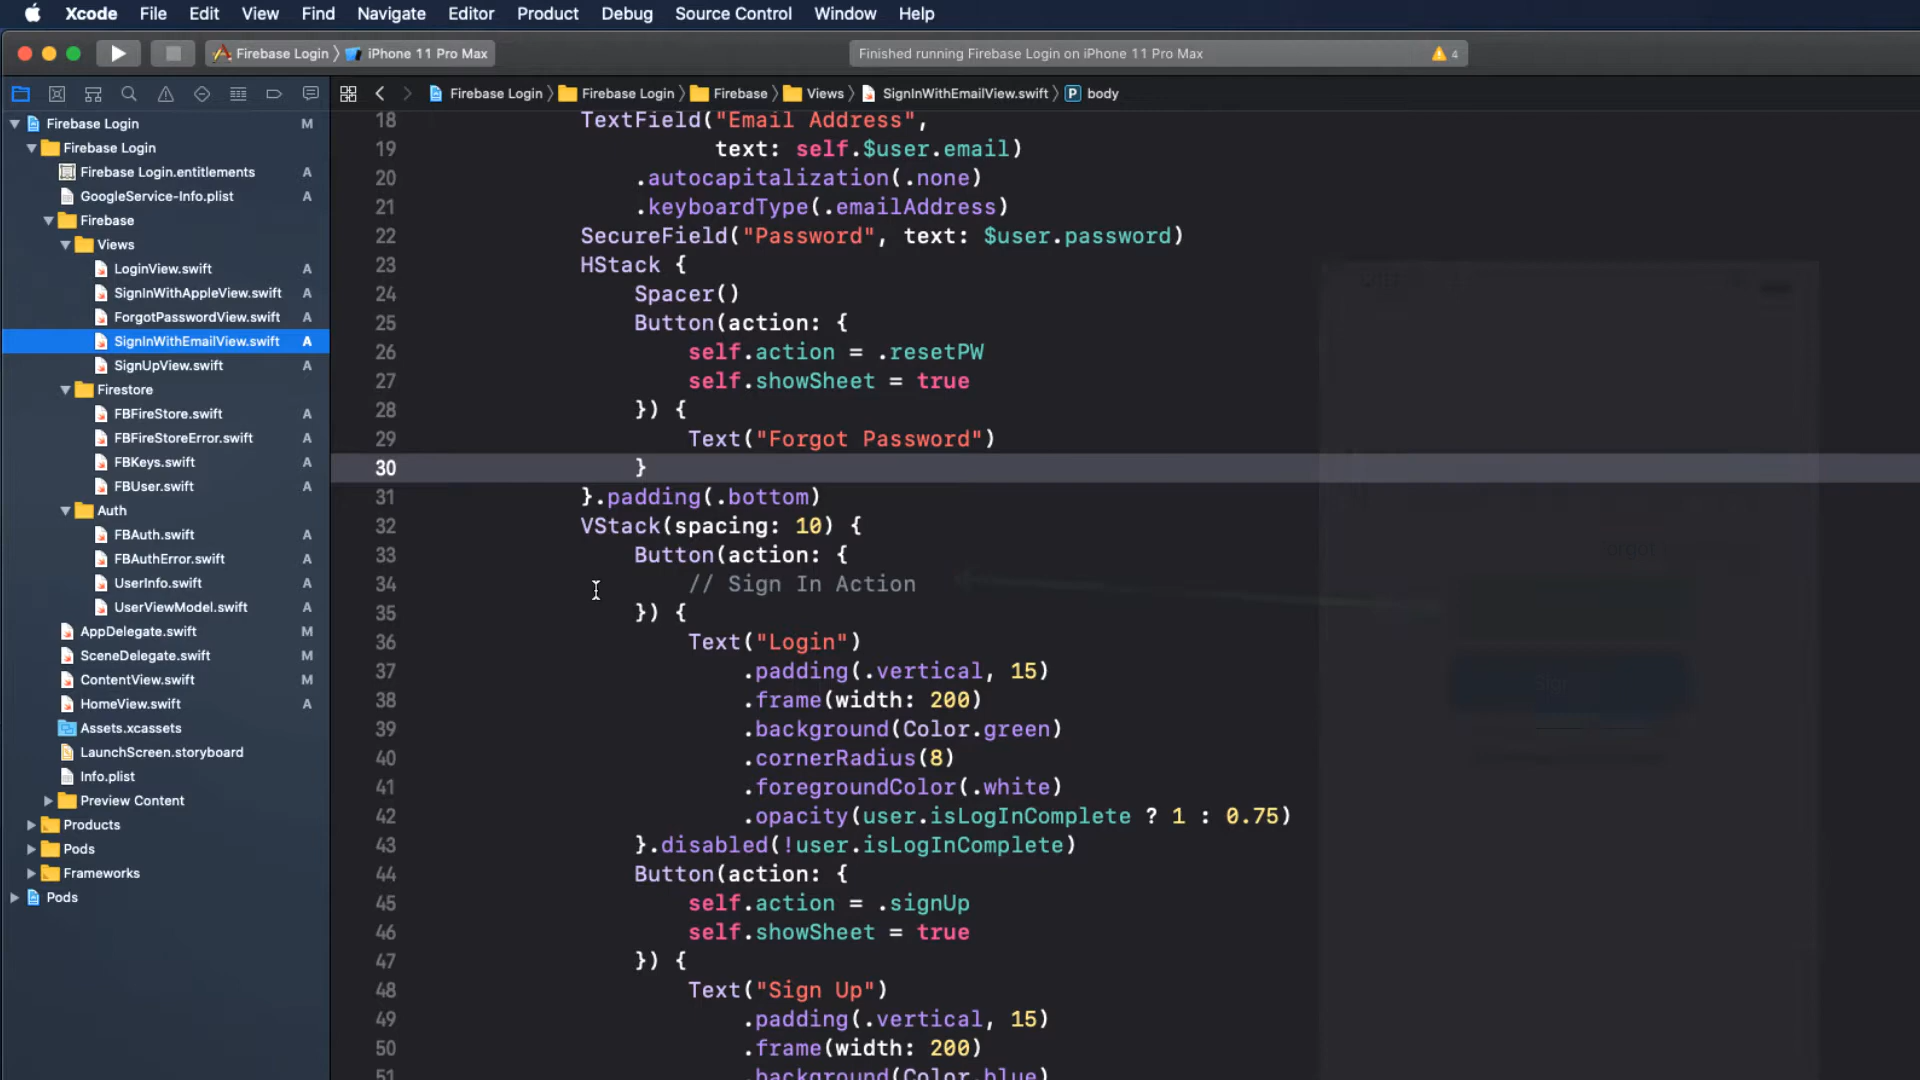 Xcode File Edit View Find Navigate Editor Product Debug Source Control Window Help
Firebase Login 〉 iPhone 11 Pro Max
Finished running Firebase Login on iPhone 11 Pro Max
4
Firebase Login 〉 Firebase Login 〉 Firebase 〉 Views 〉 SignInWithEmailView.swift 〉 P body
Firebase Login M
Firebase Login
Firebase Login.entitlements A
GoogleService-Info.plist A
Firebase
Views
LoginView.swift A
SignInWithAppleView.swift A
ForgotPasswordView.swift A
SignInWithEmailView.swift A
SignUpView.swift A
Firestore
FBFireStore.swift A
FBFireStoreError.swift A
FBKeys.swift A
FBUser.swift A
Auth
FBAuth.swift A
FBAuthError.swift A
UserInfo.swift A
UserViewModel.swift A
AppDelegate.swift M
SceneDelegate.swift M
ContentView.swift M
HomeView.swift A
Assets.xcassets
LaunchScreen.storyboard
Info.plist
Preview Content
Products
Pods
Frameworks
Pods
18 TextField("Email Address",
19 text: self.$user.email)
20 .autocapitalization(.none)
21 .keyboardType(.emailAddress)
22 SecureField("Password", text: $user.password)
23 HStack {
24 Spacer()
25 Button(action: {
26 self.action = .resetPW
27 self.showSheet = true
28 }) {
29 Text("Forgot Password")
30 }
31 }.padding(.bottom)
32 VStack(spacing: 10) {
33 Button(action: {
34 // Sign In Action
35 }) {
36 Text("Login")
37 .padding(.vertical, 15)
38 .frame(width: 200)
39 .background(Color.green)
40 .cornerRadius(8)
41 .foregroundColor(.white)
42 .opacity(user.isLogInComplete ? 1 : 0.75)
43 }.disabled(!user.isLogInComplete)
44 Button(action: {
45 self.action = .signUp
46 self.showSheet = true
47 }) {
48 Text("Sign Up")
49 .padding(.vertical, 15)
50 .frame(width: 200)
51 .background(Color.blue)
Forgot
Sign